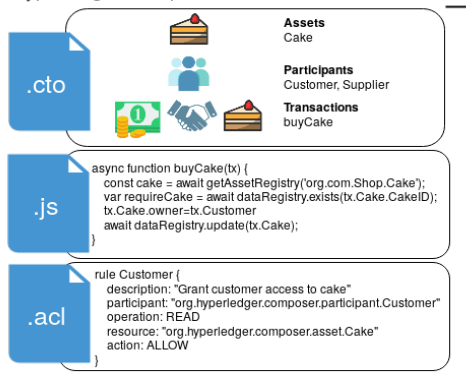 .cto
Assets
Cake
Participants
Customer, Supplier
Transactions
buyCake
1
.js
async function buyCake(tx) {
const cake = await getAssetRegistry('org.com.Shop.Cake');
var requireCake = await dataRegistry.exists(tx.Cake.CakeID);
tx.Cake.owner=tx.Customer
await dataRegistry.update(tx.Cake);
}
.acl
rule Customer {
description: "Grant customer access to cake"
participant: "org.hyperledger.composer.participant.Customer"
operation: READ
resource: "org.hyperledger.composer.asset.Cake"
action: ALLOW
}